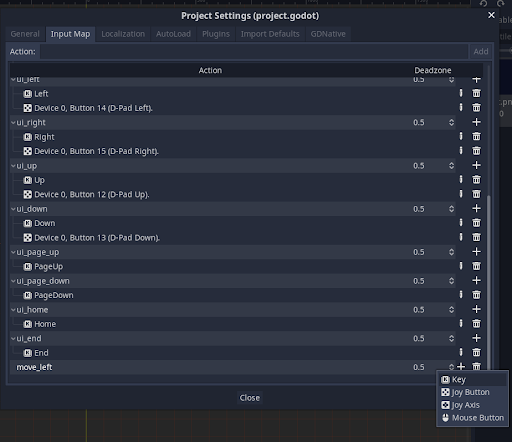 Project Settings (project.godot)
General Input Map Localization AutoLoad Plugins Import Defaults GDNative
Action: Add
Action Deadzone
ui_left 0.5
Left
Device 0, Button 14 (D-Pad Left).
ui_right 0.5
Right
Device 0, Button 15 (D-Pad Right).
ui_up 0.5
Up
Device 0, Button 12 (D-Pad Up).
ui_down 0.5
Down
Device 0, Button 13 (D-Pad Down).
ui_page_up 0.5
PageUp
ui_page_down 0.5
PageDown
ui_home 0.5
Home
ui_end 0.5
End
move_left 0.5
Key
Joy Button
Joy Axis
Mouse Button
Close